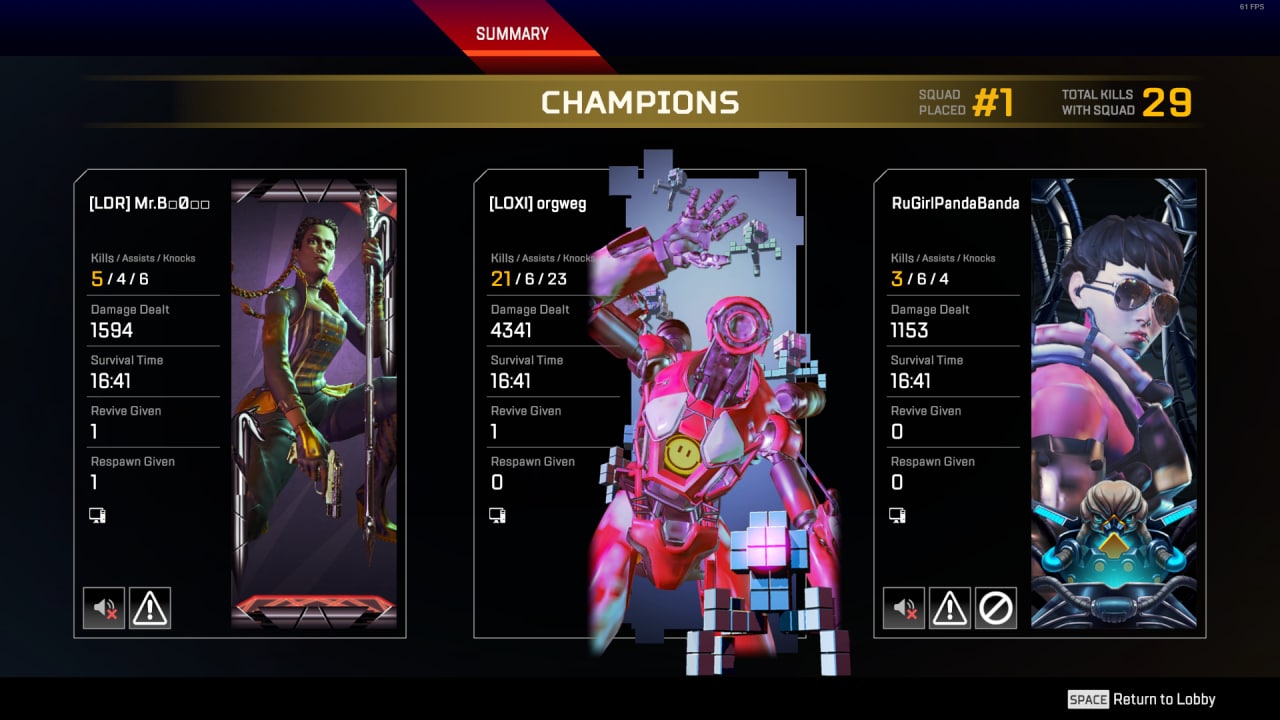 61 FPS
SUMMARY
CHAMPIONS
SQUAD PLACED #1
TOTAL KILLS WITH SQUAD 29
[LDR] Mr.B□0□□
Kills / Assists / Knocks
5 / 4 / 6
Damage Dealt
1594
Survival Time
16:41
Revive Given
1
Respawn Given
1
[LOXI] orgweg
Kills / Assists / Knocks
21 / 6 / 23
Damage Dealt
4341
Survival Time
16:41
Revive Given
1
Respawn Given
0
RuGirlPandaBanda
Kills / Assists / Knocks
3 / 6 / 4
Damage Dealt
1153
Survival Time
16:41
Revive Given
0
Respawn Given
0
SPACE Return to Lobby